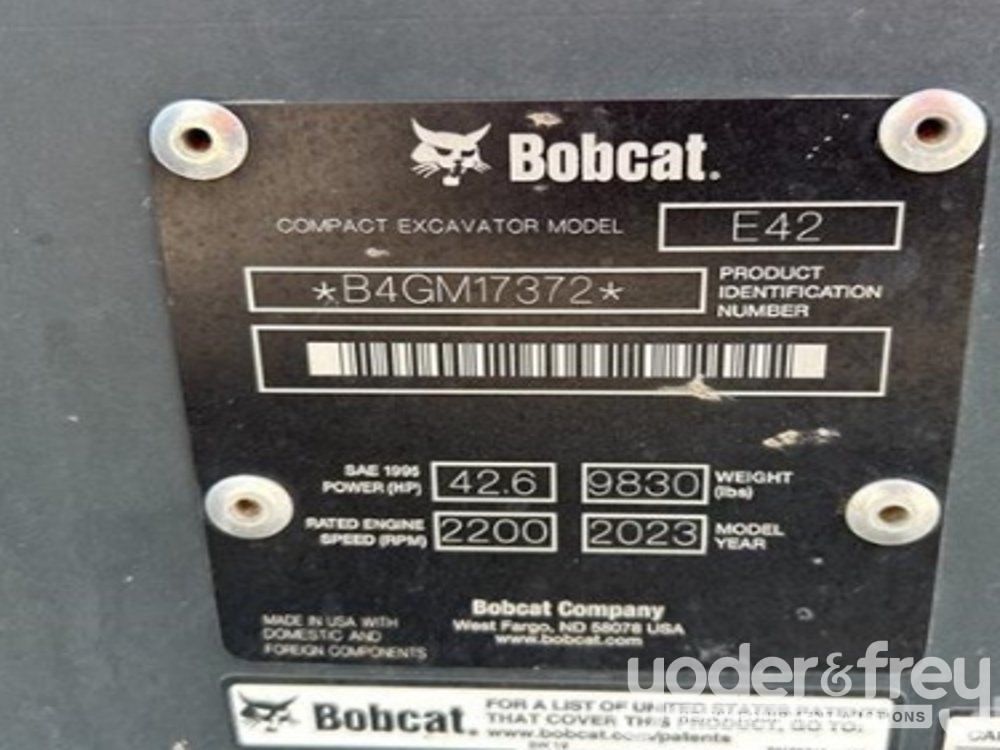 Bobcat.
COMPACT EXCAVATOR MODEL E42
*B4GM17372* PRODUCT
IDENTIFICATION
NUMBER
SAE 1995
POWER (HP) 42.6 9830 WEIGHT
(lbs)
RATED ENGINE
SPEED (RPM) 2200 2023 MODEL
YEAR
Bobcat Company
West Fargo, ND 58078 USA
www.bobcat.com
MADE IN USA WITH
DOMESTIC AND
FOREIGN COMPONENTS
yoder&frey
Bobcat. FOR A LIST OF UNITED STATES PATENTS
THAT COVER THIS PRODUCT, GO TO:
www.bobcat.com/patents